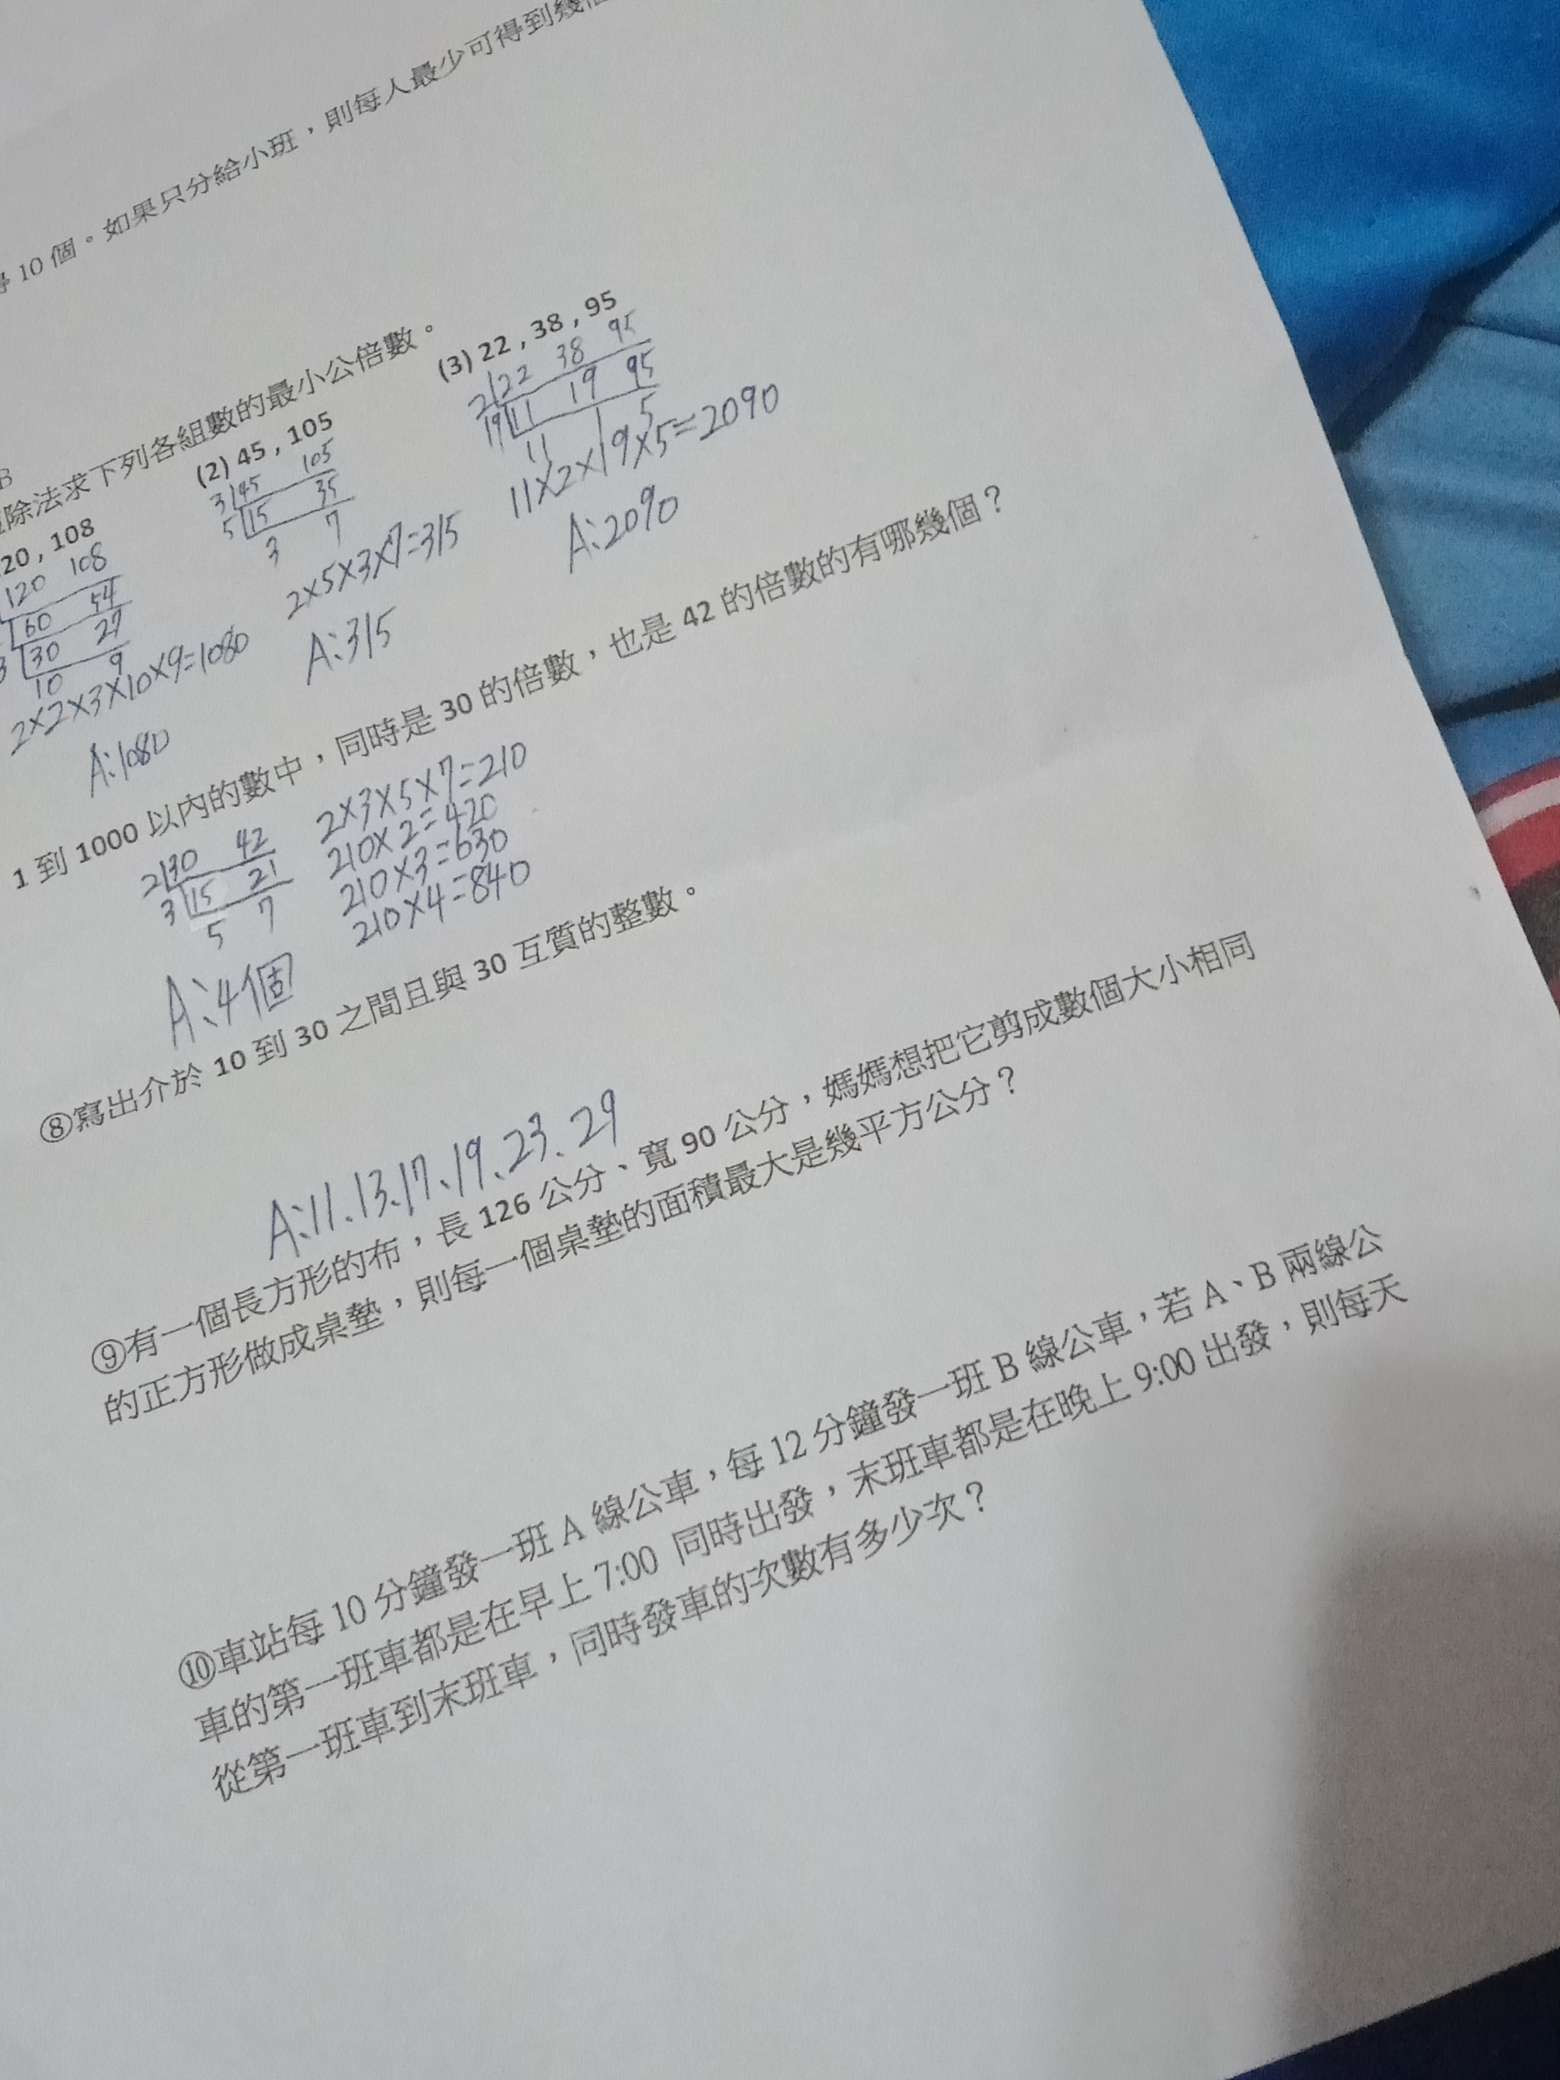 10 個。如果只分給小班，則每人最少可得到幾
除法求下列各組數的最小公倍數。
20 , 108
(2) 45 , 105
(3) 22 , 38 , 95
120 108
60 54
30 27
3
10 9
2×2×3×10×9=1080
A:1080
3 45 105
5 15 35
3 7
2×5×3×7=315
A:315
2 22 38 95
19 11 19 95
11 1 5
11×2×19×5=2090
A:2090
1 到 1000 以內的數中，同時是 30 的倍數，也是 42 的倍數的有哪幾個？
2 30 42
3 15 21
5 7
2×3×5×7=210
210×2=420
210×3=630
210×4=840
A:4個
⑧寫出介於 10 到 30 之間且與 30 互質的整數。
A:11、13、17、19、23、29
⑨有一個長方形的布，長 126 公分、寬 90 公分，媽媽想把它剪成數個大小相同
的正方形做成桌墊，則每一個桌墊的面積最大是幾平方公分？
⑩車站每 10 分鐘發一班 A 線公車，每 12 分鐘發一班 B 線公車，若 A、B 兩線公
車的第一班車都是在早上 7:00 同時出發，末班車都是在晚上 9:00 出發，則每天
從第一班車到末班車，同時發車的次數有多少次？